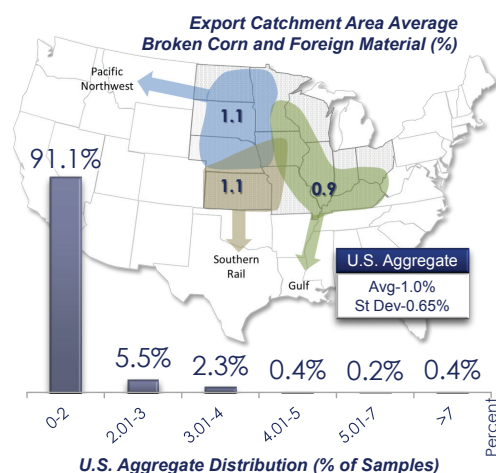 Export Catchment Area Average
Broken Corn and Foreign Material (%)
Pacific
Northwest
1.1
91.1%
1.1
0.9
Southern
Rail
Gulf
U.S. Aggregate
Avg-1.0%
St Dev-0.65%
5.5%
2.3%
0.4%
0.2%
0.4%
0-2
2.01-3
3.01-4
4.01-5
5.01-7
>7
Percent
U.S. Aggregate Distribution (% of Samples)